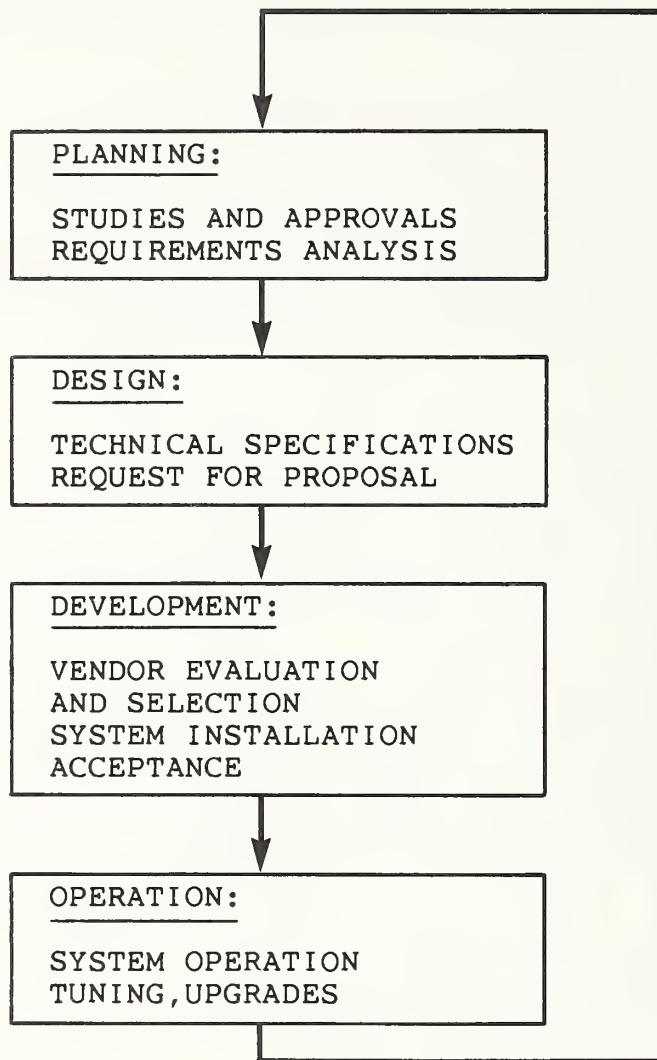 PLANNING:
STUDIES AND APPROVALS
REQUIREMENTS ANALYSIS
DESIGN:
TECHNICAL SPECIFICATIONS
REQUEST FOR PROPOSAL
DEVELOPMENT:
VENDOR EVALUATION
AND SELECTION
SYSTEM INSTALLATION
ACCEPTANCE
OPERATION:
SYSTEM OPERATION
TUNING,UPGRADES